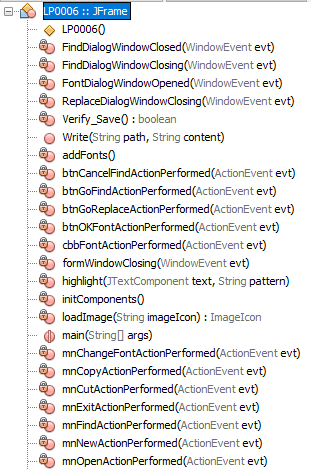 LP0006 :: JFrame
LP0006()
FindDialogWindowClosed(WindowEvent evt)
FindDialogWindowClosing(WindowEvent evt)
FontDialogWindowOpened(WindowEvent evt)
ReplaceDialogWindowClosing(WindowEvent evt)
Verify_Save() : boolean
Write(String path, String content)
addFonts()
btnCancelFindActionPerformed(ActionEvent evt)
btnGoFindActionPerformed(ActionEvent evt)
btnGoReplaceActionPerformed(ActionEvent evt)
btnOKFontActionPerformed(ActionEvent evt)
cbbFontActionPerformed(ActionEvent evt)
formWindowClosing(WindowEvent evt)
highlight(JTextComponent text, String pattern)
initComponents()
loadImage(String imageIcon) : ImageIcon
main(String[] args)
mnChangeFontActionPerformed(ActionEvent evt)
mnCopyActionPerformed(ActionEvent evt)
mnCutActionPerformed(ActionEvent evt)
mnExitActionPerformed(ActionEvent evt)
mnFindActionPerformed(ActionEvent evt)
mnNewActionPerformed(ActionEvent evt)
mnOpenActionPerformed(ActionEvent evt)